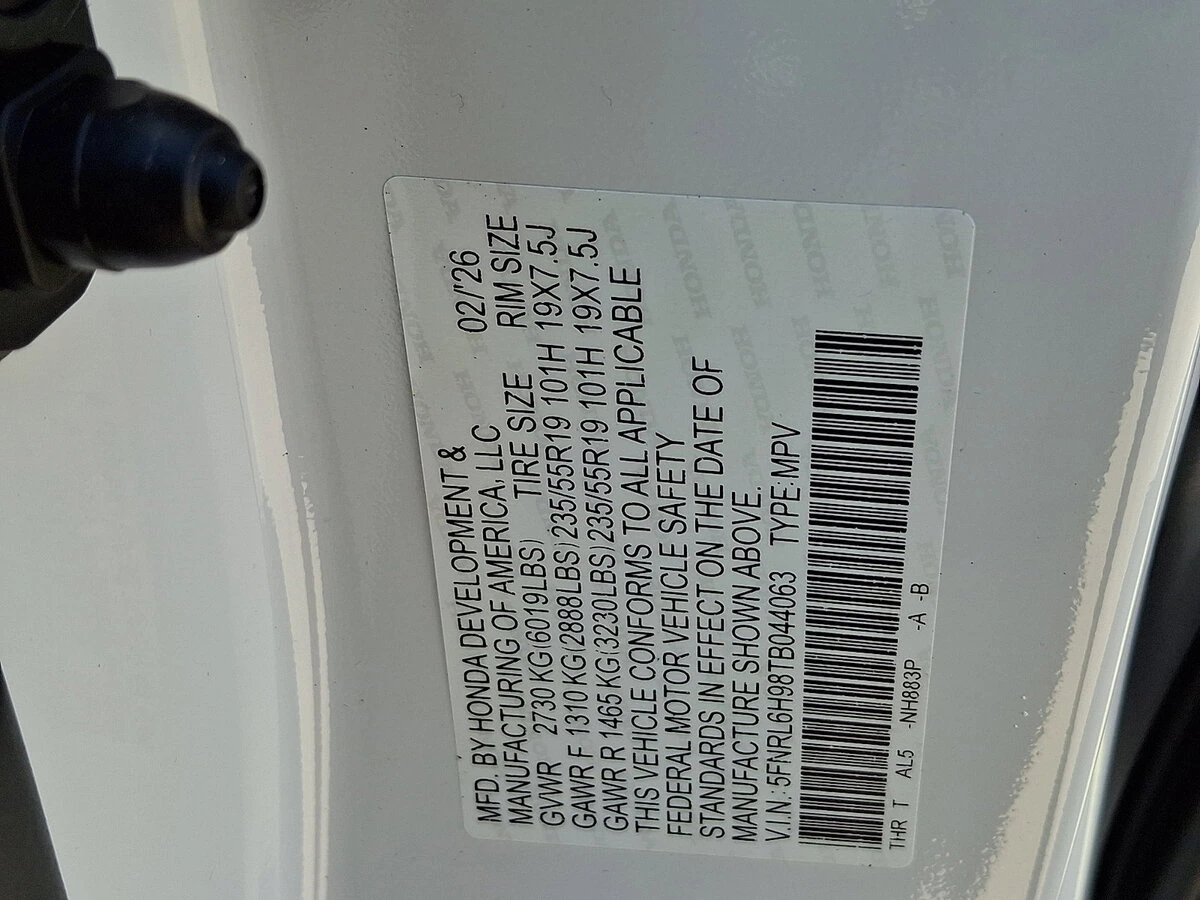 MFD. BY HONDA DEVELOPMENT & 02/'26
MANUFACTURING OF AMERICA, LLC
GVWR 2730 KG(6019LBS) TIRE SIZE RIM SIZE
GAWR F 1310 KG(2888LBS) 235/55R19 101H 19X7.5J
GAWR R 1465 KG(3230LBS) 235/55R19 101H 19X7.5J
THIS VEHICLE CONFORMS TO ALL APPLICABLE
FEDERAL MOTOR VEHICLE SAFETY
STANDARDS IN EFFECT ON THE DATE OF
MANUFACTURE SHOWN ABOVE.
V.I.N.: 5FNRL6H98TB044063 TYPE:MPV
THR T AL5 -NH883P -A -B
HONDA